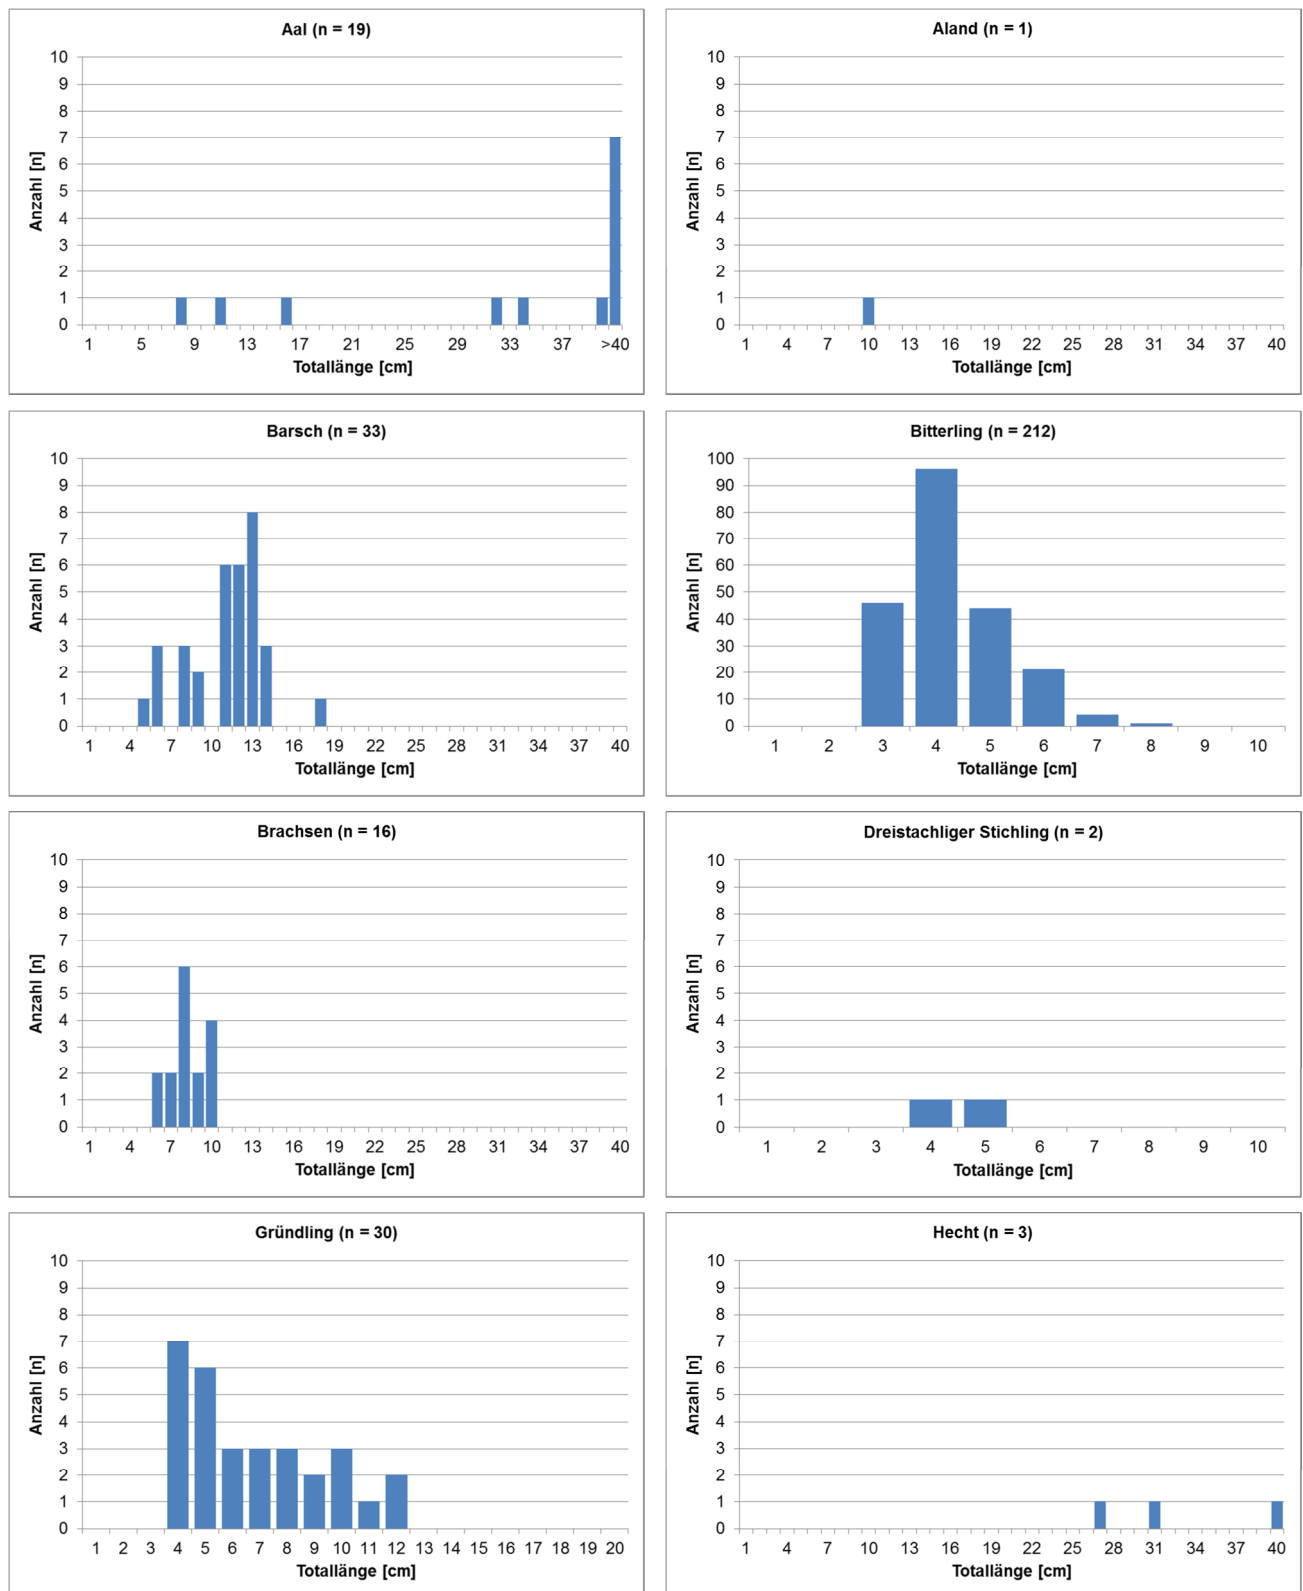 Aal (n = 19)
10
9
8
7
6
5
4
3
2
1
0
Anzahl [n]
1 5 9 13 17 21 25 29 33 37 >40
Totallänge [cm]
Aland (n = 1)
10
9
8
7
6
5
4
3
2
1
0
Anzahl [n]
1 4 7 10 13 16 19 22 25 28 31 34 37 40
Totallänge [cm]
Barsch (n = 33)
10
9
8
7
6
5
4
3
2
1
0
Anzahl [n]
1 4 7 10 13 16 19 22 25 28 31 34 37 40
Totallänge [cm]
Bitterling (n = 212)
100
90
80
70
60
50
40
30
20
10
0
Anzahl [n]
1 2 3 4 5 6 7 8 9 10
Totallänge [cm]
Brachsen (n = 16)
10
9
8
7
6
5
4
3
2
1
0
Anzahl [n]
1 4 7 10 13 16 19 22 25 28 31 34 37 40
Totallänge [cm]
Dreistachliger Stichling (n = 2)
10
9
8
7
6
5
4
3
2
1
0
Anzahl [n]
1 2 3 4 5 6 7 8 9 10
Totallänge [cm]
Gründling (n = 30)
10
9
8
7
6
5
4
3
2
1
0
Anzahl [n]
1 2 3 4 5 6 7 8 9 10 11 12 13 14 15 16 17 18 19 20
Totallänge [cm]
Hecht (n = 3)
10
9
8
7
6
5
4
3
2
1
0
Anzahl [n]
1 4 7 10 13 16 19 22 25 28 31 34 37 40
Totallänge [cm]